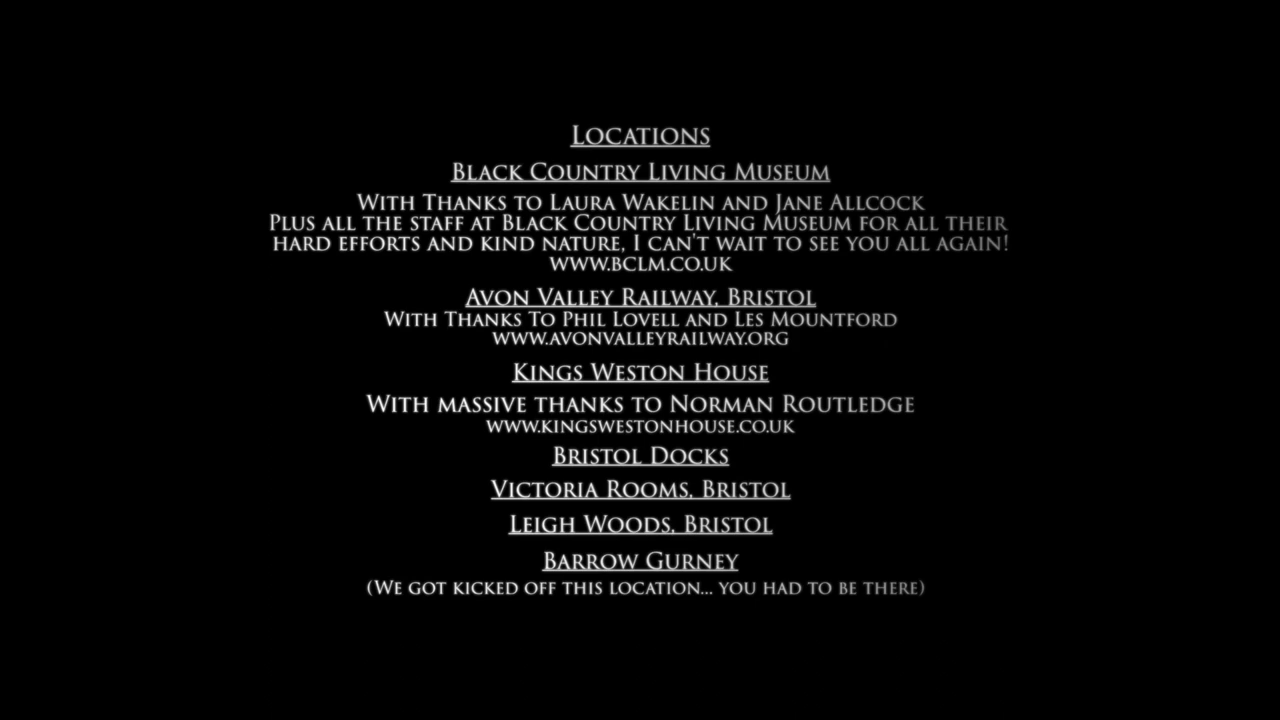 Locations
Black Country Living Museum
With Thanks to Laura Wakelin and Jane Allcock
Plus all the staff at Black Country Living Museum for all their
hard efforts and kind nature, I can't wait to see you all again!
www.bclm.co.uk
Avon Valley Railway, Bristol
With Thanks To Phil Lovell and Les Mountford
www.avonvalleyrailway.org
Kings Weston House
With massive thanks to Norman Routledge
www.kingswestonhouse.co.uk
Bristol Docks
Victoria Rooms, Bristol
Leigh Woods, Bristol
Barrow Gurney
(We got kicked off this location... you had to be there)